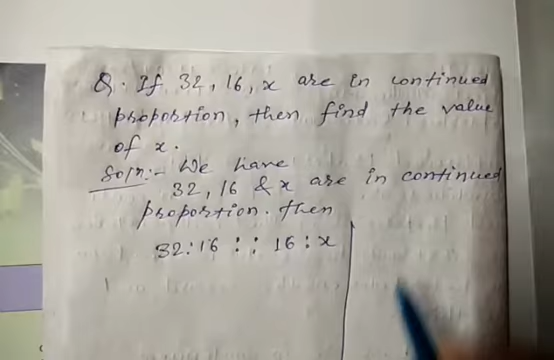 Q. If 32, 16, x are in continued
proportion, then find the value
of x.
Soln:- We have
32, 16 & x are in continued
proportion. then
32:16 :: 16:x